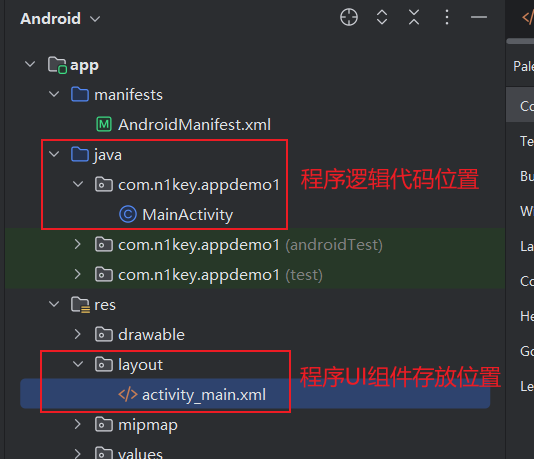 Android
Pale
app
manifests
Co
AndroidManifest.xml
Te
java
程序逻辑代码位置
Bu
com.n1key.appdemo1
MainActivity
Wi
com.n1key.appdemo1 (androidTest)
La
com.n1key.appdemo1 (test)
Co
res
He
drawable
Go
layout
程序UI组件存放位置
Le
activity_main.xml
mipmap
values